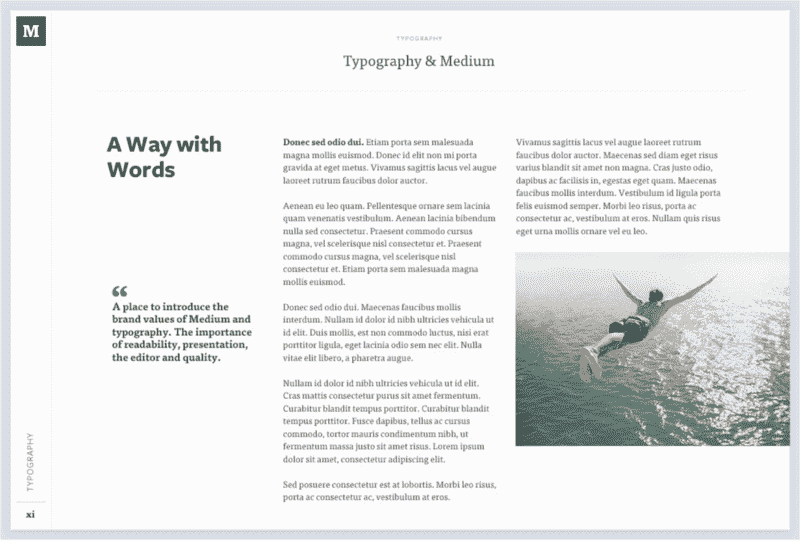 M
TYPOGRAPHY
Typography & Medium
A Way with
Words
“
A place to introduce the
brand values of Medium and
typography. The importance
of readability, presentation,
the editor and quality.
Donec sed odio dui. Etiam porta sem malesuada
magna mollis euismod. Donec id elit non mi porta
gravida at eget metus. Vivamus sagittis lacus vel augue
laoreet rutrum faucibus dolor auctor.
Aenean eu leo quam. Pellentesque ornare sem lacinia
quam venenatis vestibulum. Aenean lacinia bibendum
nulla sed consectetur. Praesent commodo cursus
magna, vel scelerisque nisl consectetur et. Praesent
commodo cursus magna, vel scelerisque nisl
consectetur et. Etiam porta sem malesuada magna
mollis euismod.
Donec sed odio dui. Maecenas faucibus mollis
interdum. Nullam id dolor id nibh ultricies vehicula ut
id elit. Duis mollis, est non commodo luctus, nisi erat
porttitor ligula, eget lacinia odio sem nec elit. Nulla
vitae elit libero, a pharetra augue.
Nullam id dolor id nibh ultricies vehicula ut id elit.
Cras mattis consectetur purus sit amet fermentum.
Curabitur blandit tempus porttitor. Curabitur blandit
tempus porttitor. Fusce dapibus, tellus ac cursus
commodo, tortor mauris condimentum nibh, ut
fermentum massa justo sit amet risus. Lorem ipsum
dolor sit amet, consectetur adipiscing elit.
Sed posuere consectetur est at lobortis. Morbi leo risus,
porta ac consectetur ac, vestibulum at eros.
Vivamus sagittis lacus vel augue laoreet rutrum
faucibus dolor auctor. Maecenas sed diam eget risus
varius blandit sit amet non magna. Cras justo odio,
dapibus ac facilisis in, egestas eget quam. Maecenas
faucibus mollis interdum. Vestibulum id ligula porta
felis euismod semper. Morbi leo risus, porta ac
consectetur ac, vestibulum at eros. Nullam quis risus
eget urna mollis ornare vel eu leo.
TYPOGRAPHY
xi